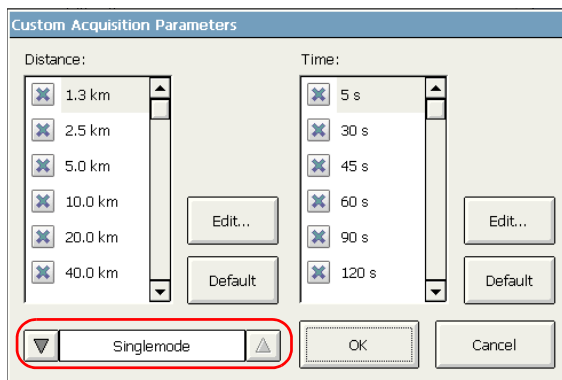 Custom Acquisition Parameters
Distance:
1.3 km
2.5 km
5.0 km
10.0 km
20.0 km
40.0 km
Edit...
Default
Time:
5 s
30 s
45 s
60 s
90 s
120 s
Edit...
Default
Singlemode
OK
Cancel